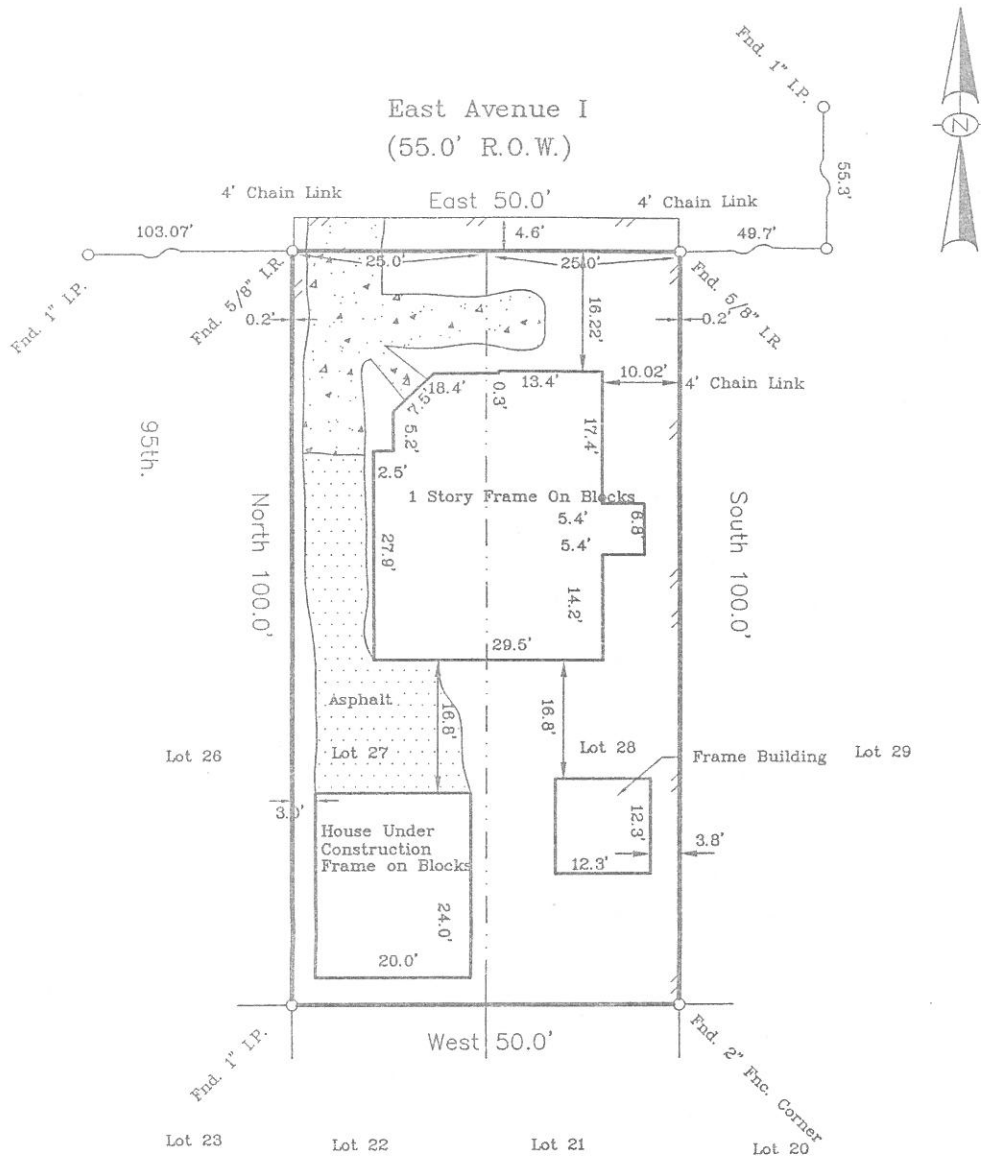 Fnd. 1" I.P.
N
East Avenue I
(55.0' R.O.W.)
55.3'
4' Chain Link
East 50.0'
4' Chain Link
103.07'
4.6'
49.7'
25.0'
25.0'
Fnd. 1" I.P.
Fnd. 5/8" I.R.
Fnd. 5/8" I.R.
0.2'
16.22'
0.2'
10.02'
4' Chain Link
18.4'
13.4'
0.3'
7.5'
5.2'
17.4'
95th.
2.5'
1 Story Frame On Blocks
North 100.0'
South 100.0'
5.4'
6.8'
5.4'
27.9'
14.2'
29.5'
Asphalt
16.8'
16.8'
Lot 26
Lot 27
Lot 28
Frame Building
Lot 29
3.0'
House Under
Construction
Frame on Blocks
12.3'
3.8'
12.3'
24.0'
20.0'
West 50.0'
Fnd. 1" I.P.
Fnd. 2" Fnc. Corner
Lot 23
Lot 22
Lot 21
Lot 20